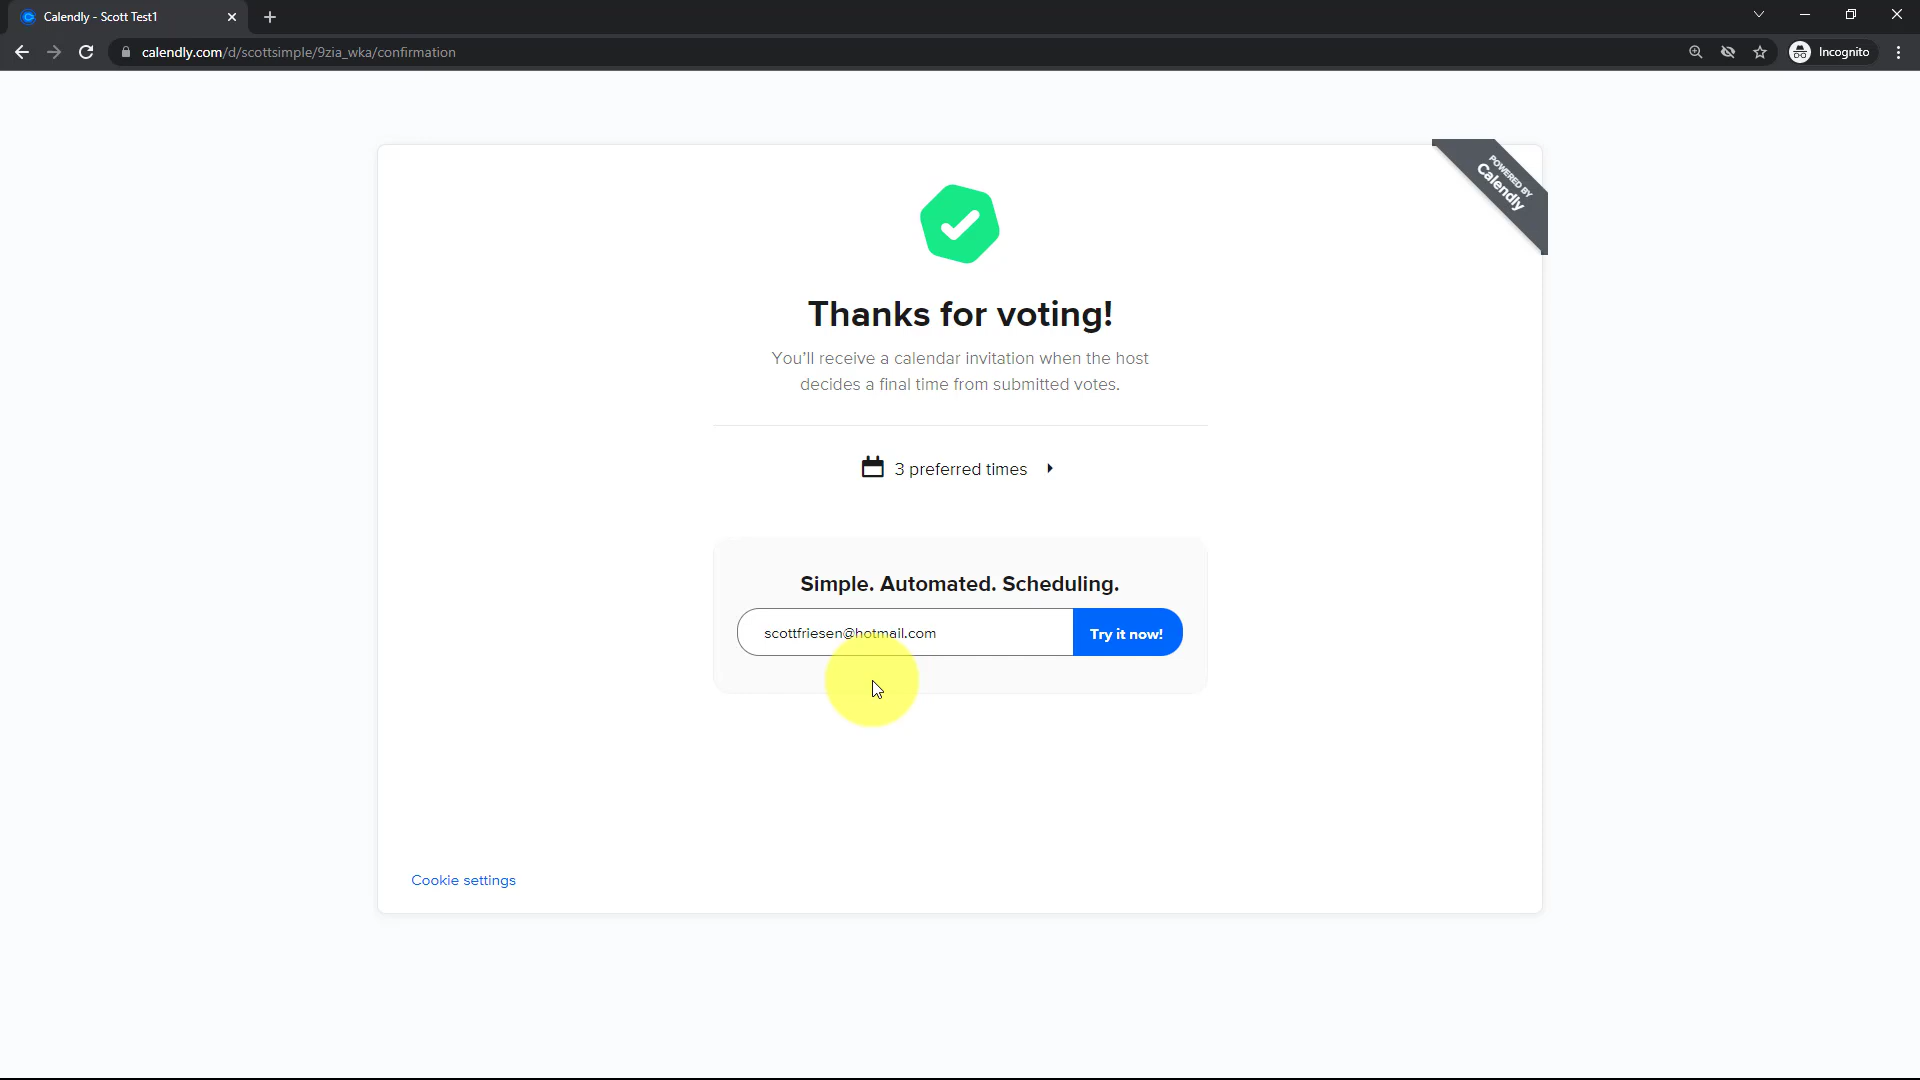 Calendly - Scott Test1
calendly.com/d/scottsimple/9zia_wka/confirmation
Incognito
POWERED BY
Calendly
Thanks for voting!
You'll receive a calendar invitation when the host
decides a final time from submitted votes.
3 preferred times
Simple. Automated. Scheduling.
scottfriesen@hotmail.com
Try it now!
Cookie settings